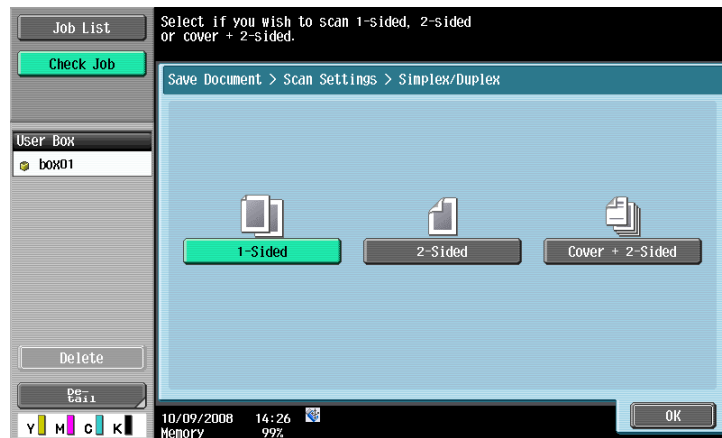 Job List
Select if you wish to scan 1-sided, 2-sided
or cover + 2-sided.
Check Job
Save Document > Scan Settings > Simplex/Duplex
User Box
box01
1-Sided
2-Sided
Cover + 2-Sided
Delete
De-
tail
OK
Y M C K
10/09/2008 14:26
Memory 99%